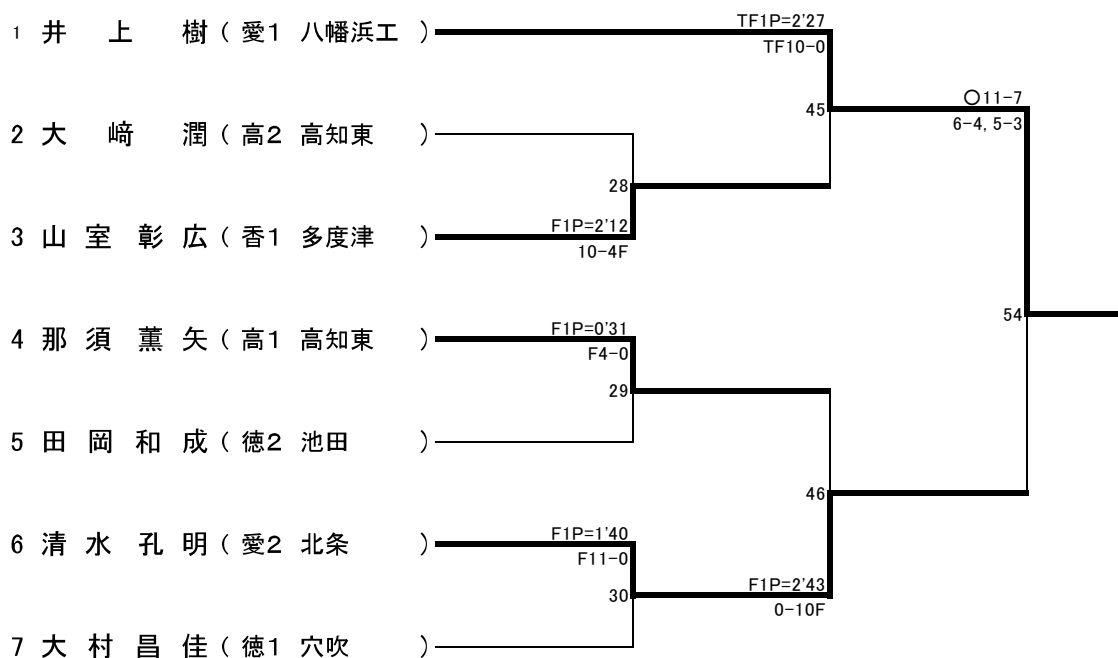 TF1P=2'27
1 井 上 樹 ( 愛1 八幡浜工 )
TF10-0
○11-7
45
6-4, 5-3
2 大 﨑 潤 ( 高2 高知東 )
28
F1P=2'12
3 山 室 彰 広 ( 香1 多度津 )
10-4F
54
F1P=0'31
4 那 須 薫 矢 ( 高1 高知東 )
F4-0
29
5 田 岡 和 成 ( 徳2 池田 )
46
F1P=1'40
6 清 水 孔 明 ( 愛2 北条 )
F11-0
F1P=2'43
30
0-10F
7 大 村 昌 佳 ( 徳1 穴吹 )